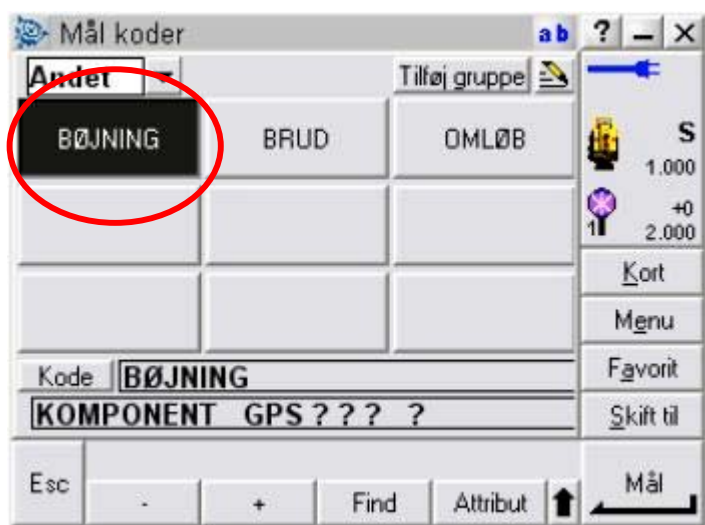 Mål koder ab ? – ×
Andet Tilføj gruppe
BØJNING BRUD OMLØB
S
1.000
+0
1 2.000
Kort
Menu
Kode BØJNING
Favorit
KOMPONENT GPS ? ? ? ?
Skift til
Esc - + Find Attribut Mål